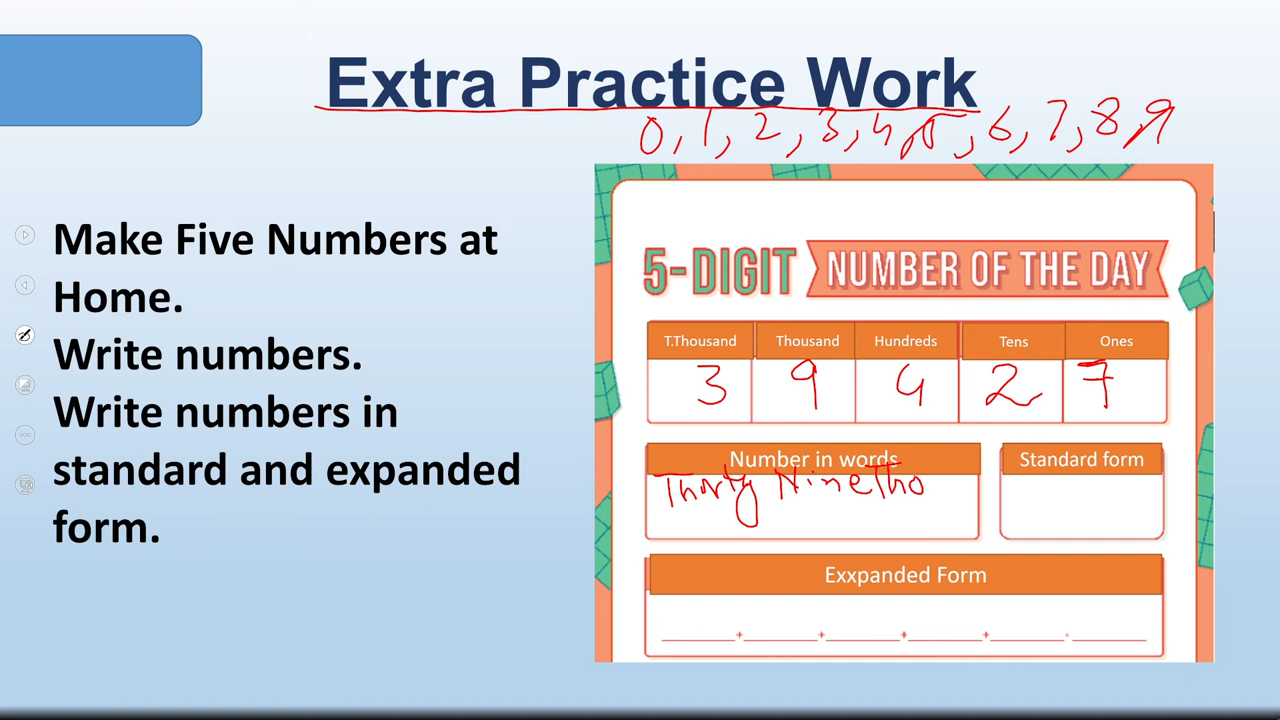 Extra Practice Work
0, 1, 2, 3, 4, 5, 6, 7, 8, 9
Make Five Numbers at
Home.
Write numbers.
Write numbers in
standard and expanded
form.
5-DIGIT NUMBER OF THE DAY
T.Thousand Thousand Hundreds Tens Ones
3 9 4 2 7
Number in words Standard form
Thirty Nine Tho
Exxpanded Form
+ + + + +